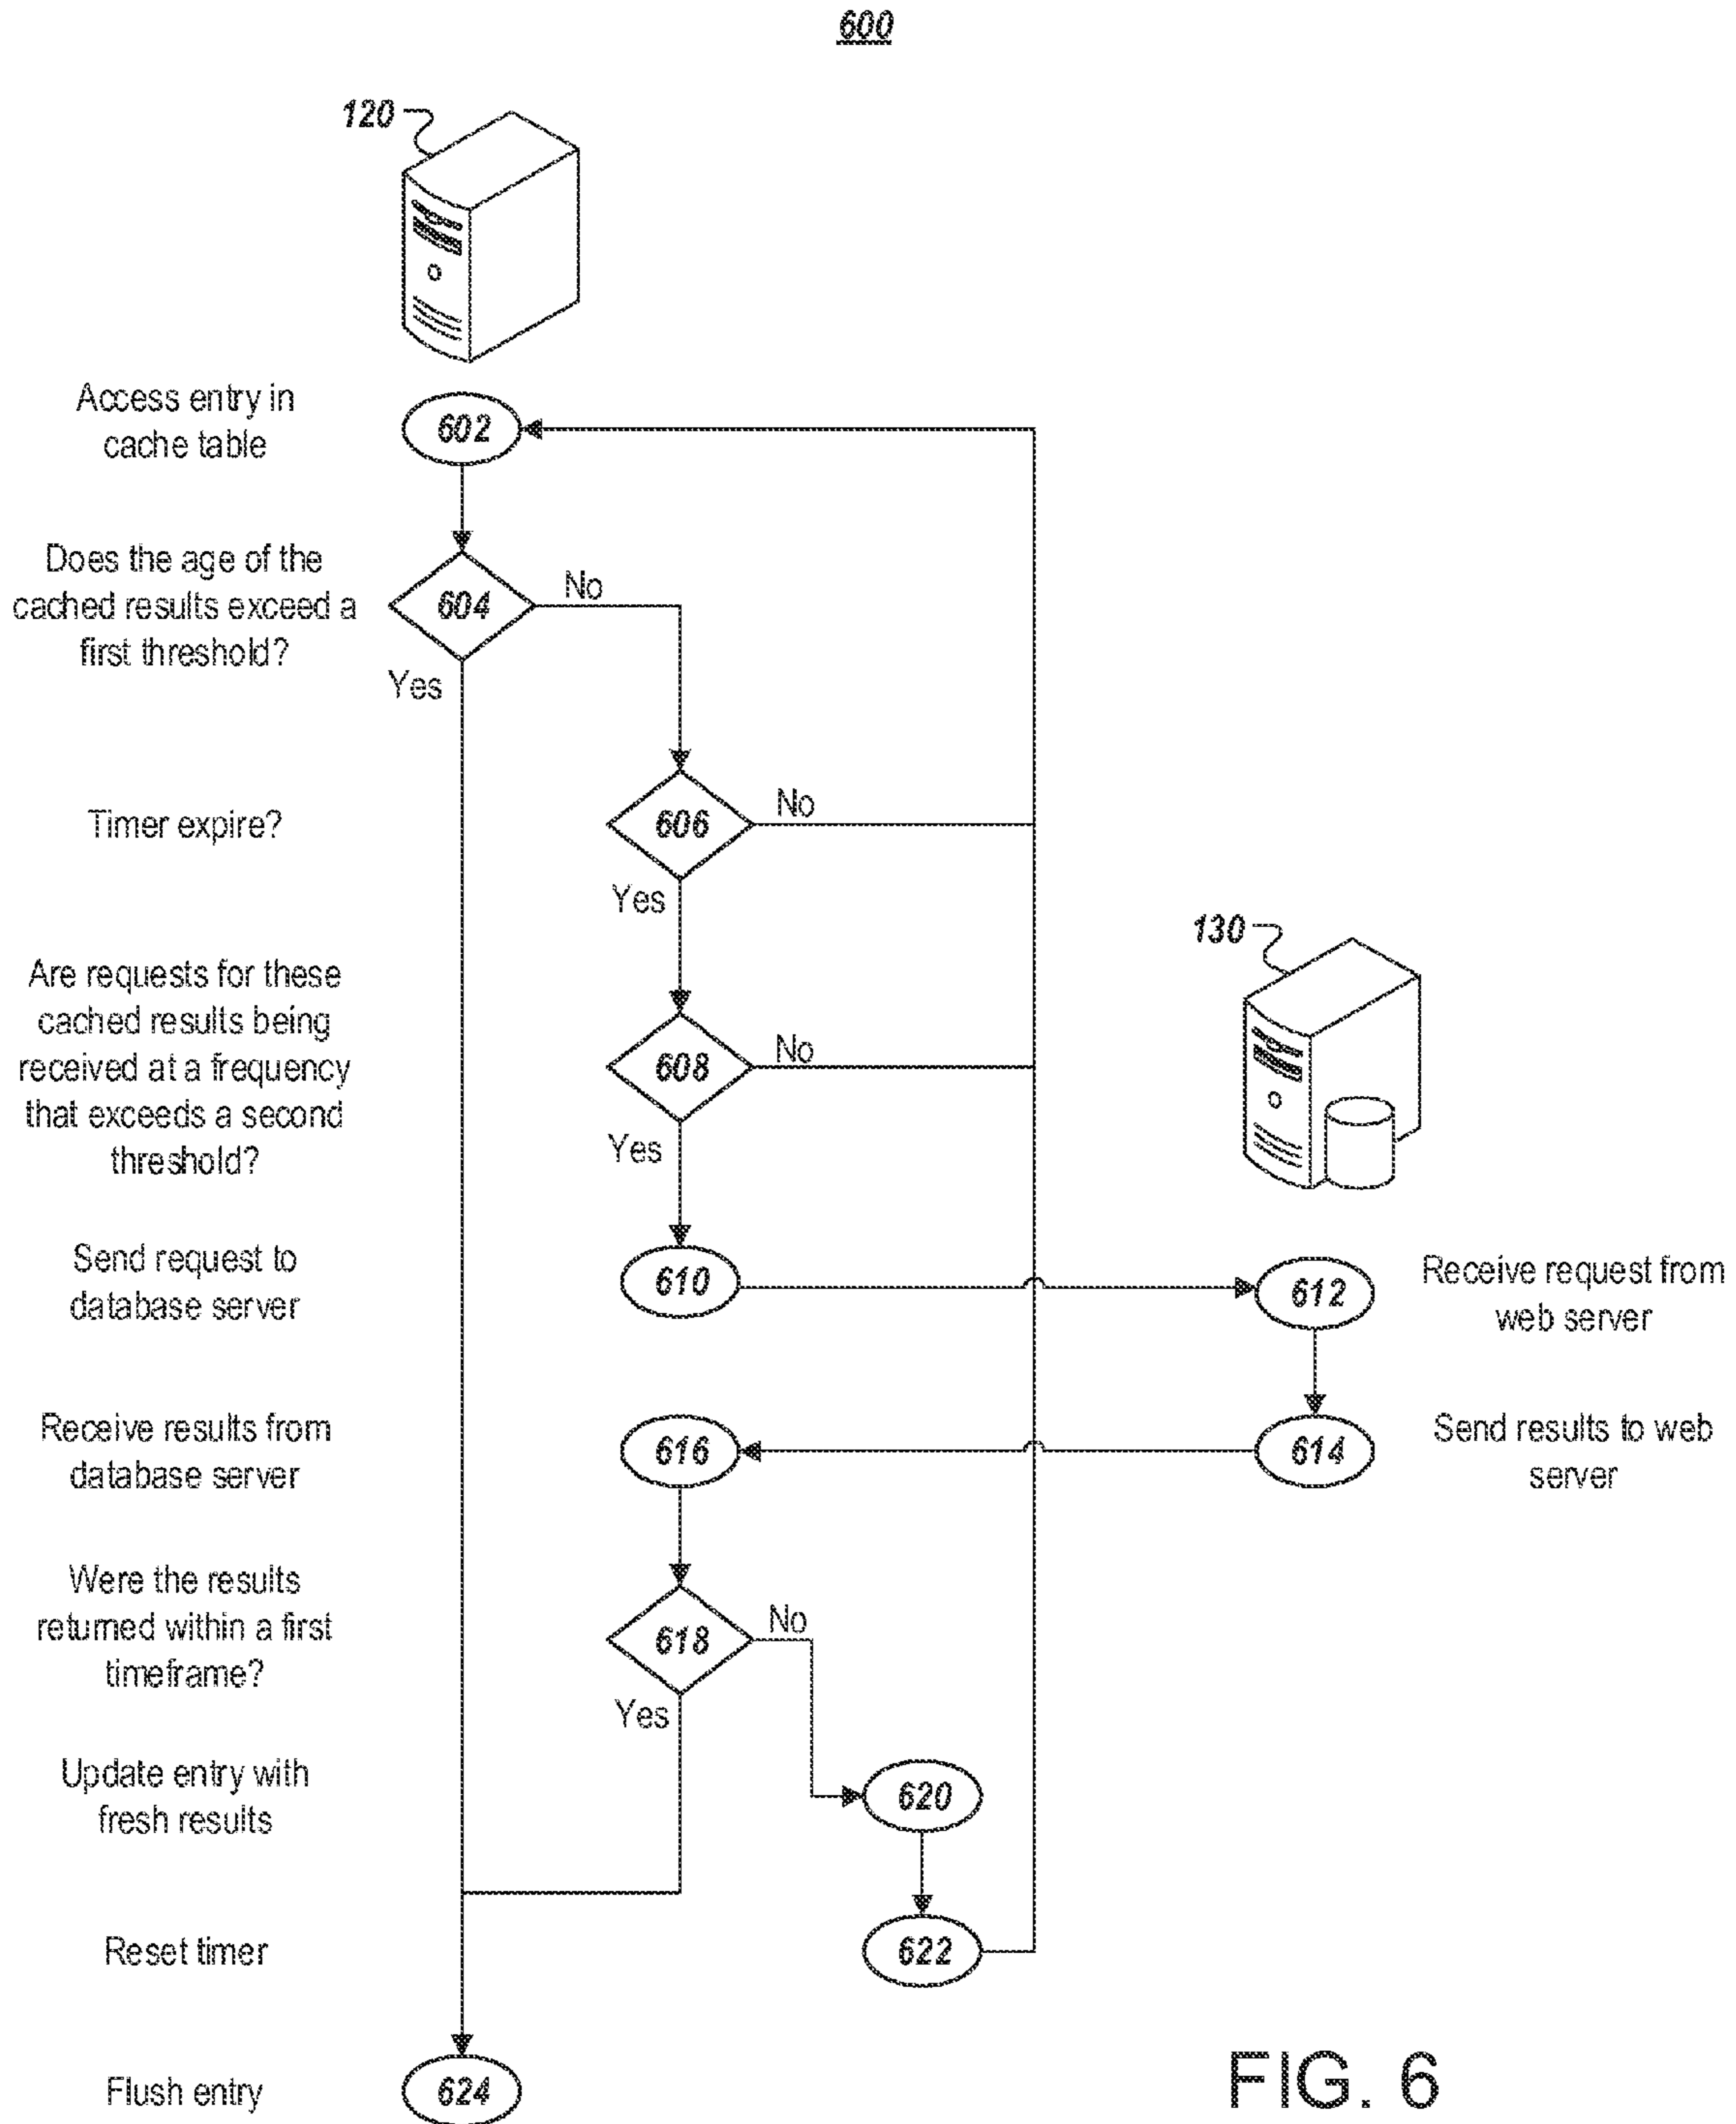 600
120
Access entry in
cache table
602
Does the age of the
cached results exceed a
first threshold?
604
No
Yes
Timer expire?
606
No
Yes
130
Are requests for these
cached results being
received at a frequency
that exceeds a second
threshold?
608
No
Yes
Send request to
database server
610
612
Receive request from
web server
Receive results from
database server
616
614
Send results to web
server
Were the results
returned within a first
timeframe?
618
No
Yes
Update entry with
fresh results
620
Reset timer
622
Flush entry
624
FIG. 6